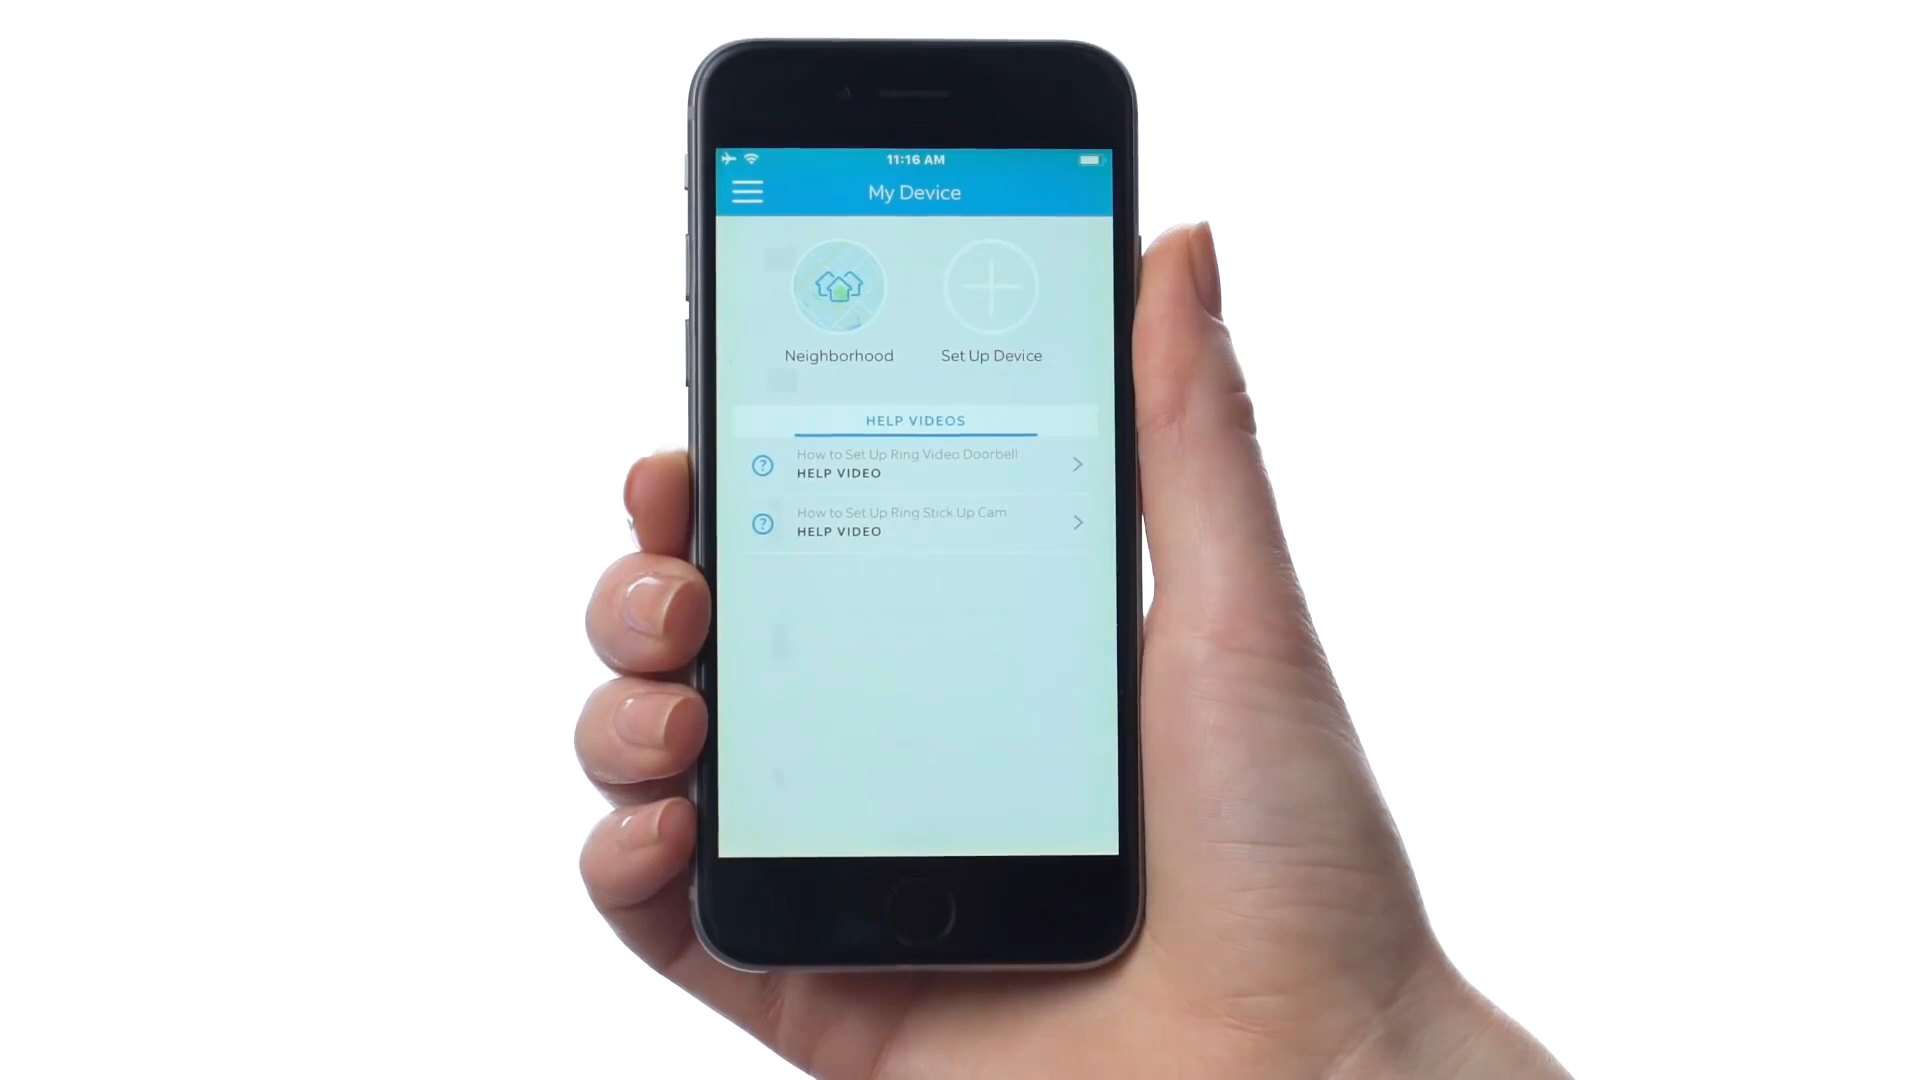 11:16 AM
My Device
Neighborhood
Set Up Device
HELP VIDEOS
How to Set Up Ring Video Doorbell
HELP VIDEO
How to Set Up Ring Stick Up Cam
HELP VIDEO